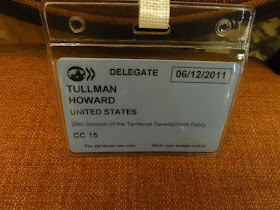 DELEGATE 06/12/2011
TULLMAN
HOWARD
UNITED STATES
26th Session of the Territorial Development Policy
CC 15
For personal use only Wear your badge visibly